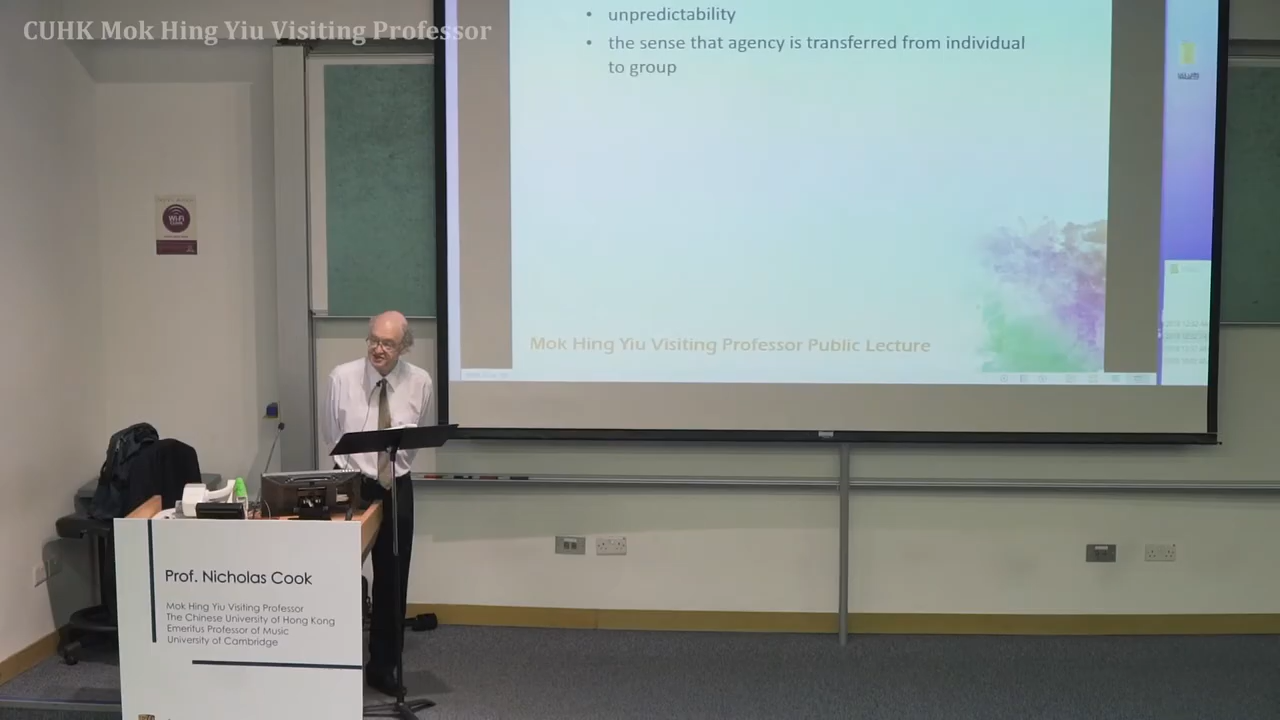 CUHK Mok Hing Yiu Visiting Professor
• unpredictability
• the sense that agency is transferred from individual
to group
Wi-Fi
Mok Hing Yiu Visiting Professor Public Lecture
Prof. Nicholas Cook
Mok Hing Yiu Visiting Professor
The Chinese University of Hong Kong
Emeritus Professor of Music
University of Cambridge